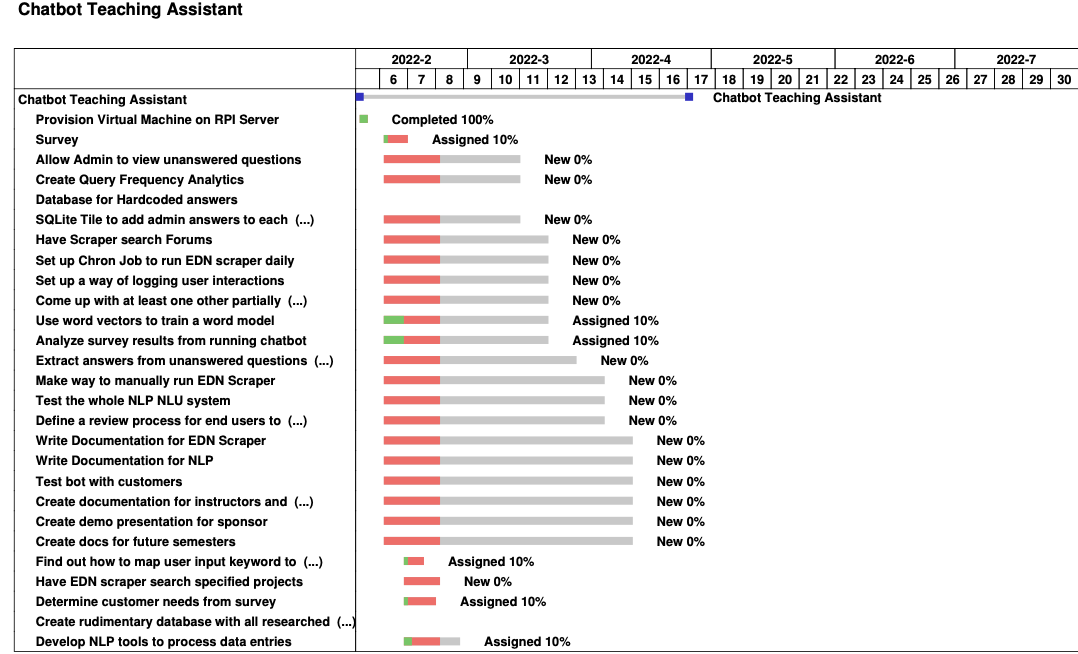 Chatbot Teaching Assistant
2022-2 2022-3 2022-4 2022-5 2022-6 2022-7
6 7 8 9 10 11 12 13 14 15 16 17 18 19 20 21 22 23 24 25 26 27 28 29 30
Chatbot Teaching Assistant Chatbot Teaching Assistant
Provision Virtual Machine on RPI Server Completed 100%
Survey Assigned 10%
Allow Admin to view unanswered questions New 0%
Create Query Frequency Analytics New 0%
Database for Hardcoded answers
SQLite Tile to add admin answers to each (...) New 0%
Have Scraper search Forums New 0%
Set up Chron Job to run EDN scraper daily New 0%
Set up a way of logging user interactions New 0%
Come up with at least one other partially (...) New 0%
Use word vectors to train a word model Assigned 10%
Analyze survey results from running chatbot Assigned 10%
Extract answers from unanswered questions (...) New 0%
Make way to manually run EDN Scraper New 0%
Test the whole NLP NLU system New 0%
Define a review process for end users to (...) New 0%
Write Documentation for EDN Scraper New 0%
Write Documentation for NLP New 0%
Test bot with customers New 0%
Create documentation for instructors and (...) New 0%
Create demo presentation for sponsor New 0%
Create docs for future semesters New 0%
Find out how to map user input keyword to (...) Assigned 10%
Have EDN scraper search specified projects New 0%
Determine customer needs from survey Assigned 10%
Create rudimentary database with all researched (...)
Develop NLP tools to process data entries Assigned 10%